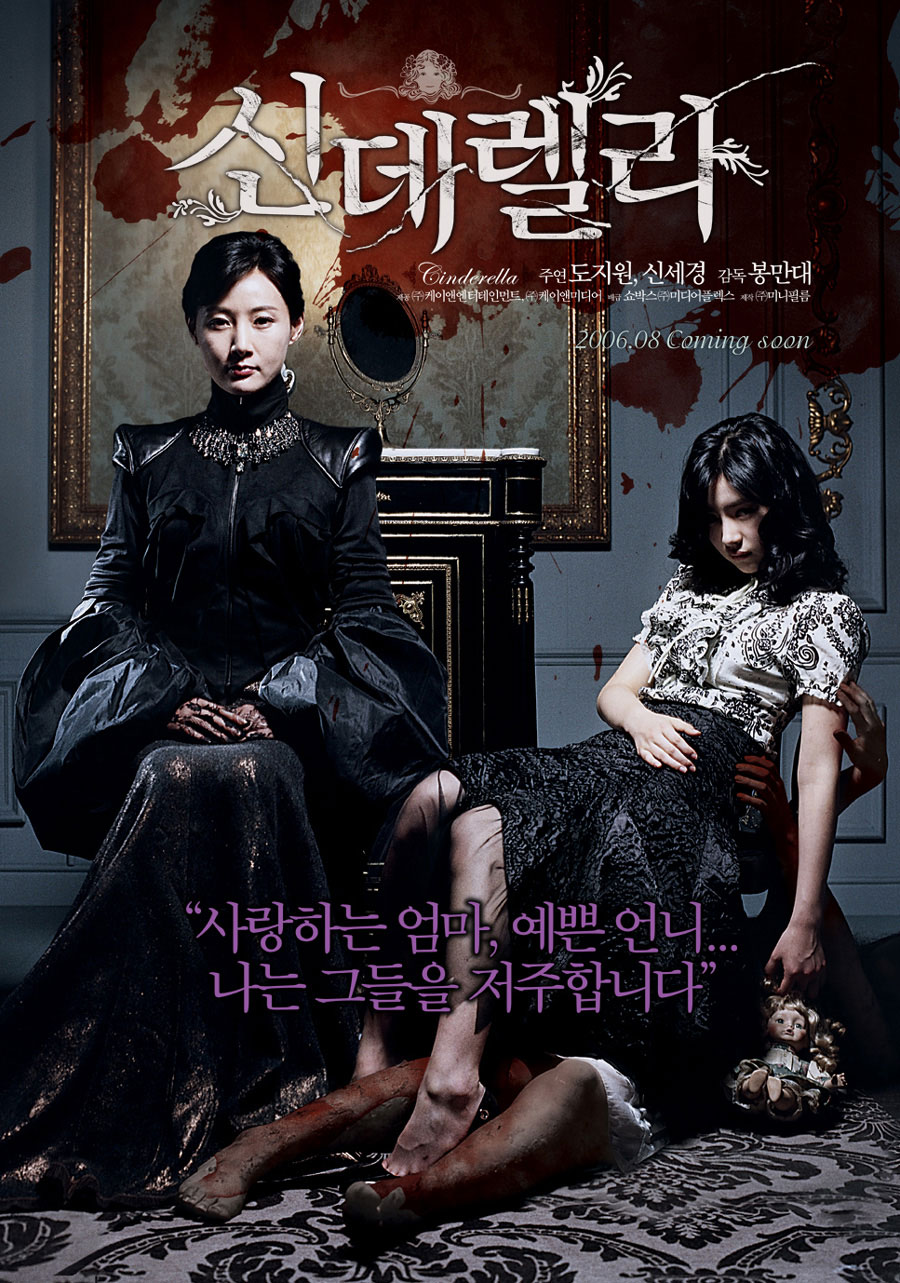 신데렐라
Cinderella 주연 도지원, 신세경 감독 봉만대
제공 ㈜케이앤엔터테인먼트, ㈜케이앤미디어 배급 쇼박스㈜미디어플렉스 제작 ㈜미니필름
2006.08 Coming soon
“사랑하는 엄마, 예쁜 언니...
나는 그들을 저주합니다”